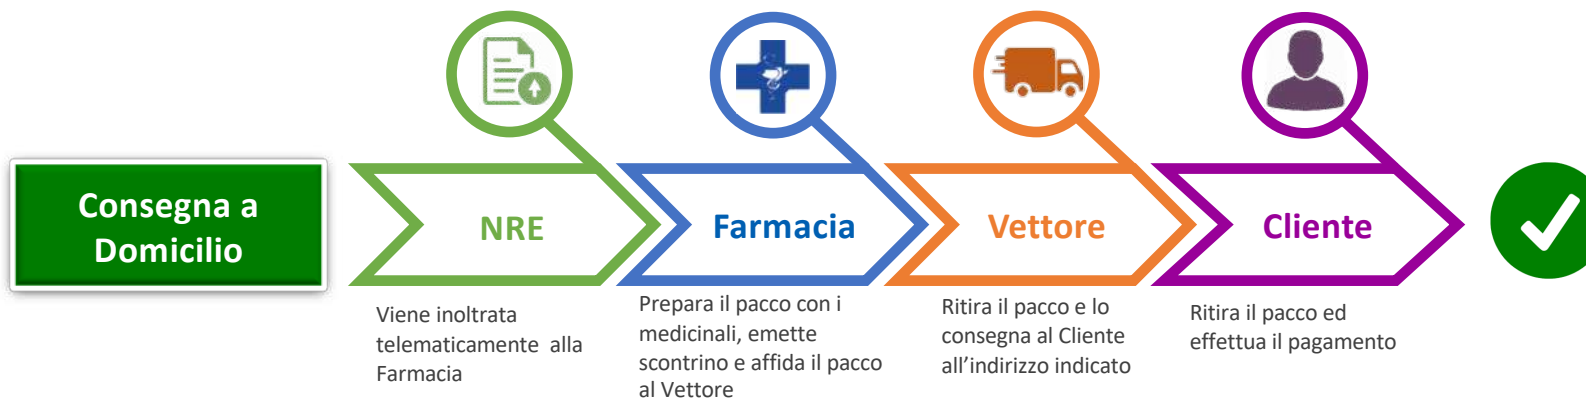 Consegna a
Domicilio
NRE
Viene inoltrata
telematicamente alla
Farmacia
Farmacia
Prepara il pacco con i
medicinali, emette
scontrino e affida il pacco
al Vettore
Vettore
Ritira il pacco e lo
consegna al Cliente
all’indirizzo indicato
Cliente
Ritira il pacco ed
effettua il pagamento